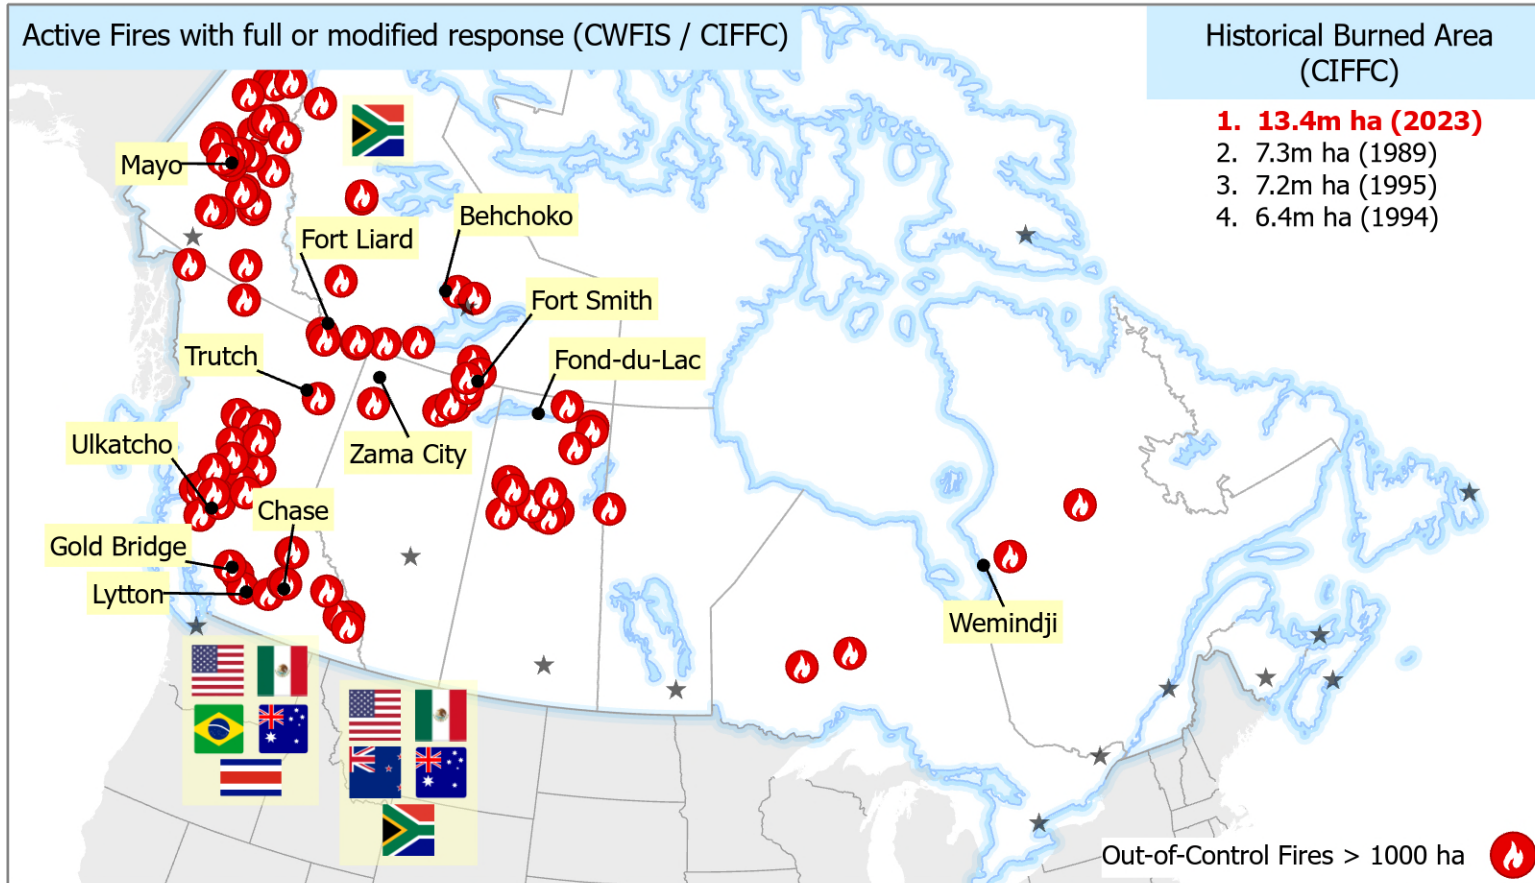 Active Fires with full or modified response (CWFIS / CIFFC)
Historical Burned Area
(CIFFC)
1. 13.4m ha (2023)
2. 7.3m ha (1989)
3. 7.2m ha (1995)
4. 6.4m ha (1994)
Mayo
Behchoko
Fort Liard
Fort Smith
Trutch
Fond-du-Lac
Ulkatcho
Zama City
Chase
Gold Bridge
Lytton
Wemindji
Out-of-Control Fires > 1000 ha